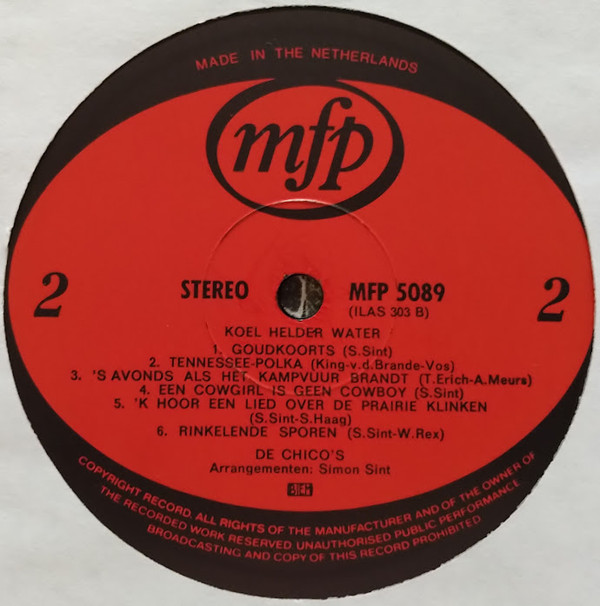 MADE IN THE NETHERLANDS
mfp
2
STEREO
MFP 5089
2
(ILAS 303 B)
KOEL HELDER WATER
1. GOUDKOORTS (S.Sint)
2. TENNESSEE-POLKA (King-v.d.Brande-Vos)
3. 'S AVONDS ALS HET KAMPVUUR BRANDT (T.Erich-A.Meurs)
4. EEN COWGIRL IS GEEN COWBOY (S.Sint)
5. 'K HOOR EEN LIED OVER DE PRAIRIE KLINKEN
(S.Sint-S.Haag)
6. RINKELENDE SPOREN (S.Sint-W.Rex)
DE CHICO'S
Arrangementen: Simon Sint
COPYRIGHT RECORD. ALL RIGHTS OF THE MANUFACTURER AND OF THE OWNER OF
THE RECORDED WORK RESERVED UNAUTHORISED PUBLIC PERFORMANCE
BROADCASTING AND COPY OF THIS RECORD PROHIBITED